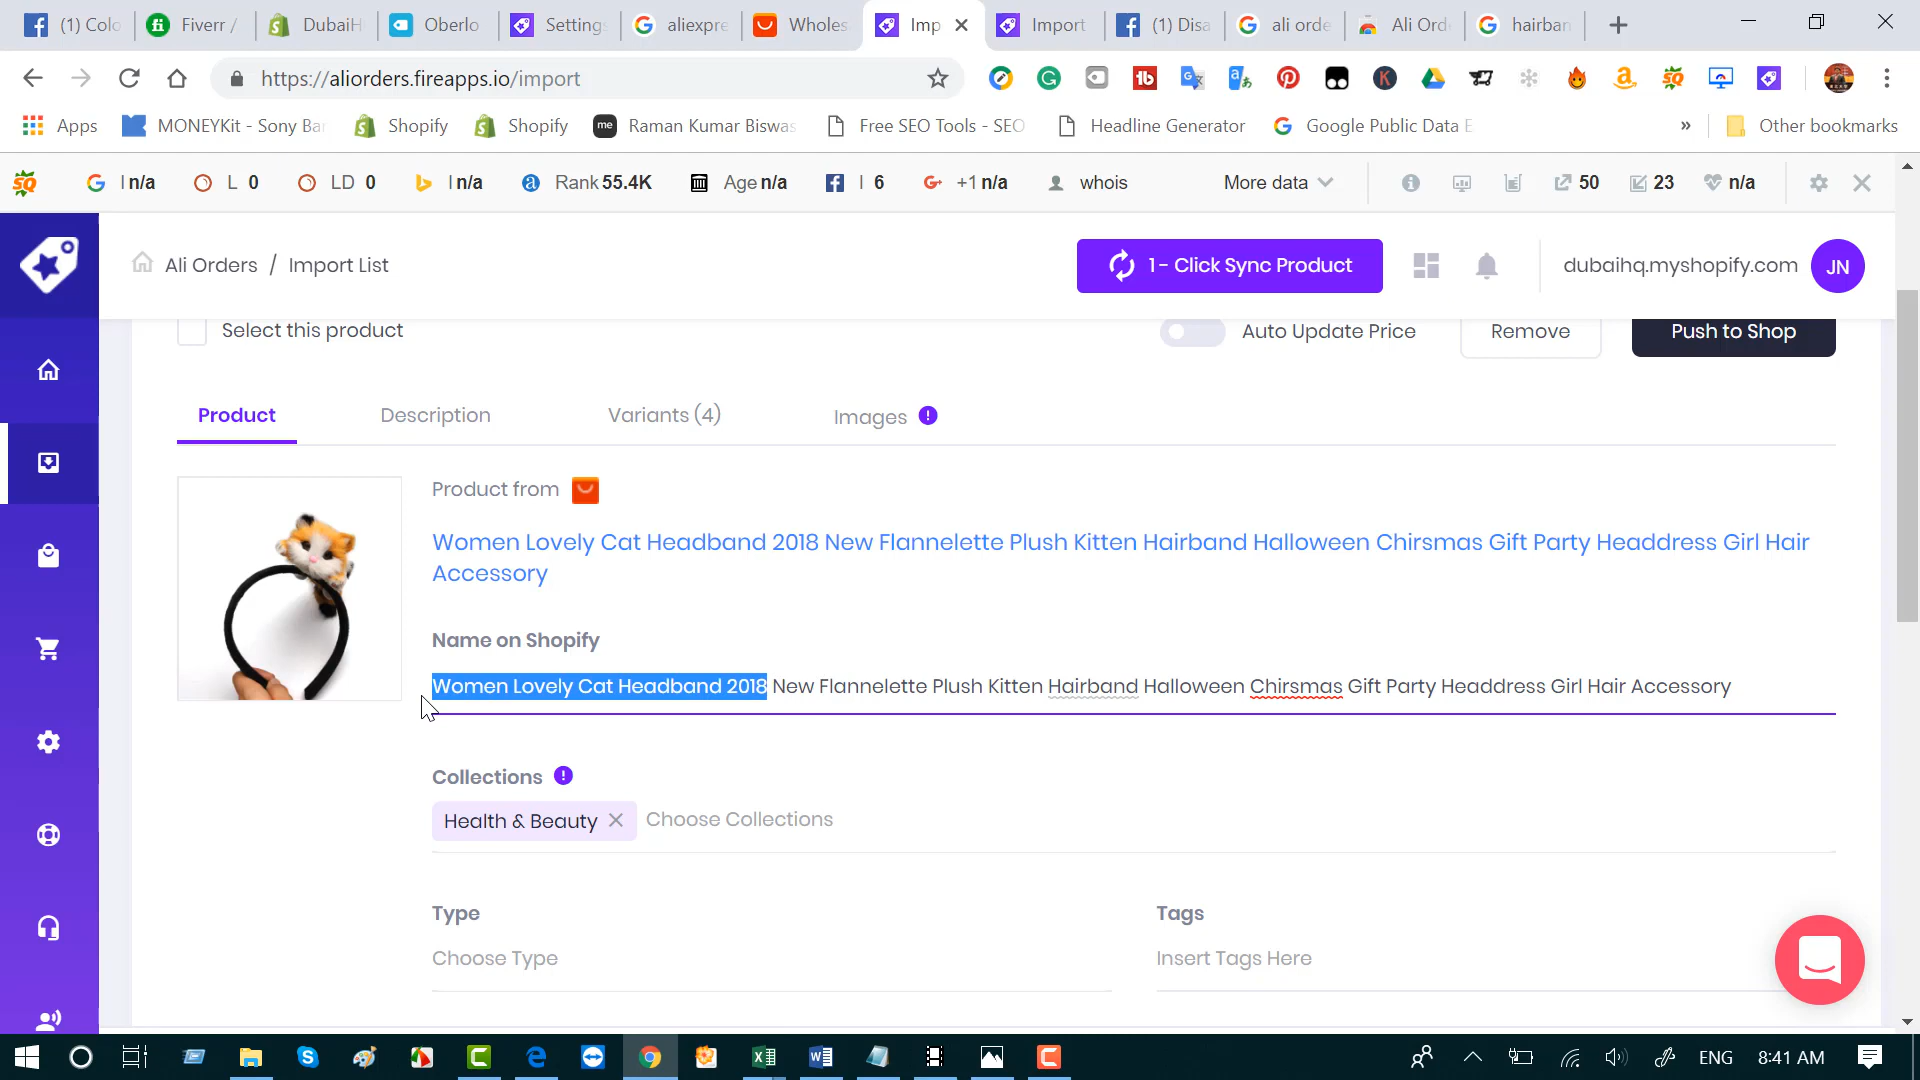 (1) Colo
Fiverr /
DubaiH
Oberlo
Settings
aliexpre
Wholes
Imp
Import
(1) Disa
ali orde
Ali Ord
hairban
https://aliorders.fireapps.io/import
Apps
MONEYKit - Sony Ba
Shopify
Shopify
me
Raman Kumar Biswas
Free SEO Tools - SEO
Headline Generator
Google Public Data E
»
Other bookmarks
I n/a
L 0
LD 0
I n/a
Rank 55.4K
Age n/a
I 6
+1 n/a
whois
More data
50
23
n/a
Ali Orders / Import List
1 - Click Sync Product
dubaihq.myshopify.com
JN
Select this product
Auto Update Price
Remove
Push to Shop
Product
Description
Variants (4)
Images
Product from
Women Lovely Cat Headband 2018 New Flannelette Plush Kitten Hairband Halloween Chirsmas Gift Party Headdress Girl Hair
Accessory
Name on Shopify
Women Lovely Cat Headband 2018 New Flannelette Plush Kitten Hairband Halloween Chirsmas Gift Party Headdress Girl Hair Accessory
Collections
Health & Beauty
Choose Collections
Type
Tags
Choose Type
Insert Tags Here
ENG
8:41 AM